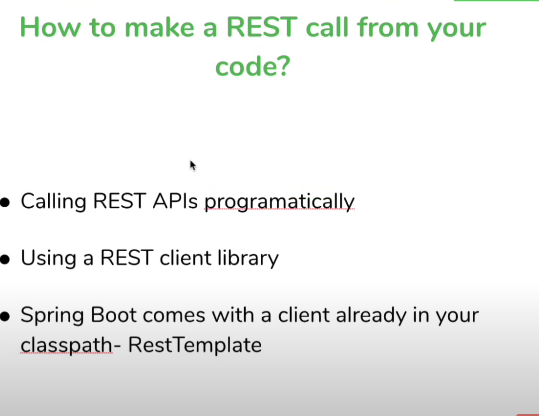 How to make a REST call from your
code?
• Calling REST APIs programatically
• Using a REST client library
• Spring Boot comes with a client already in your
classpath- RestTemplate